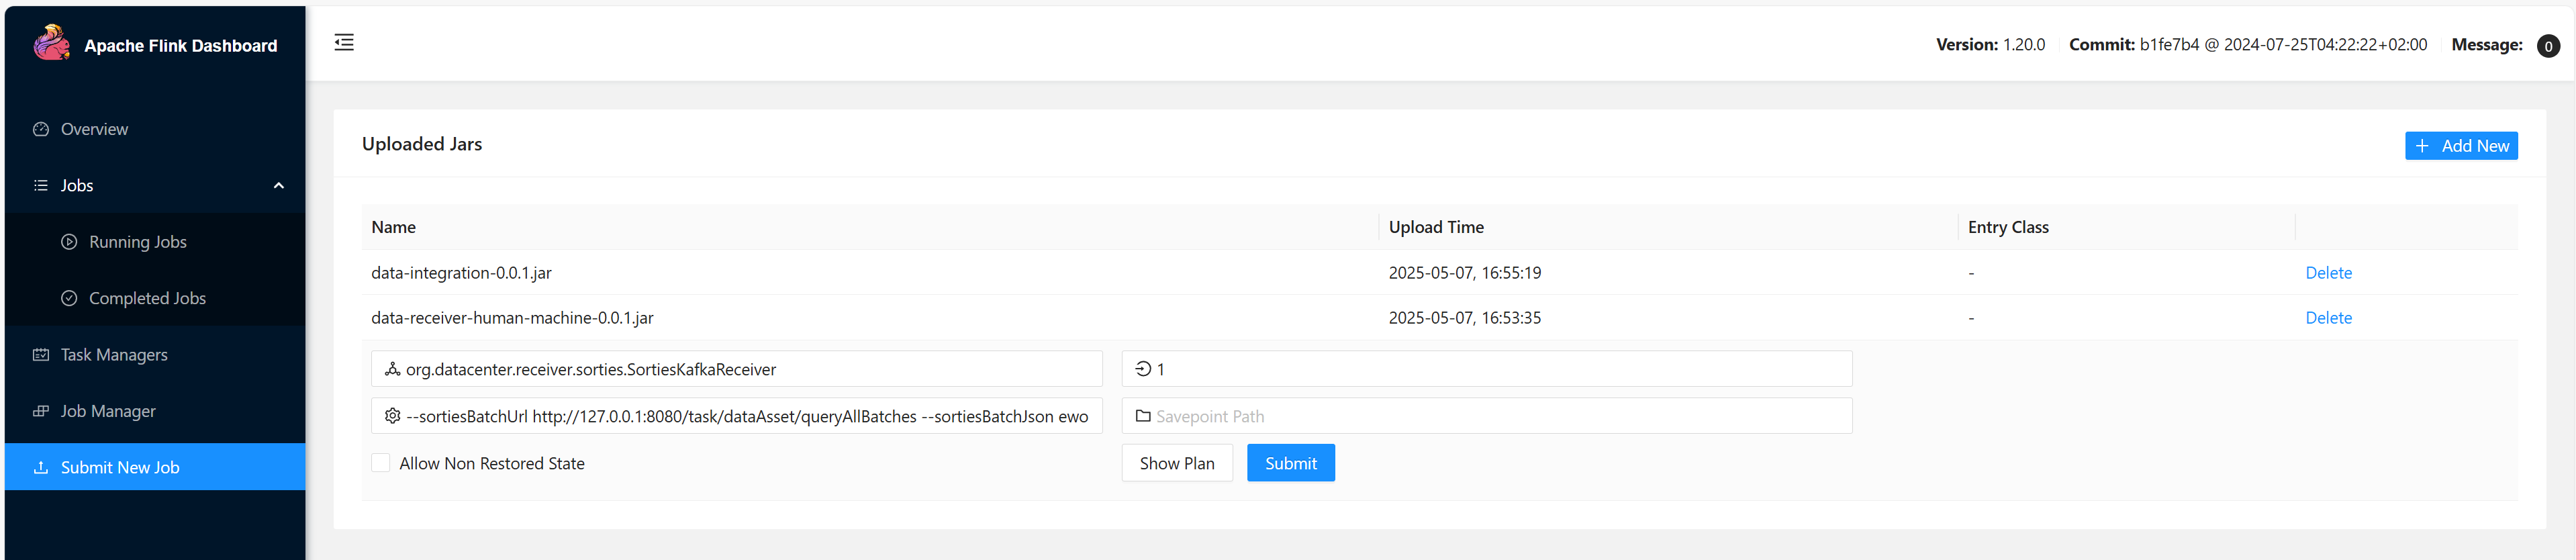 Apache Flink Dashboard
Version: 1.20.0 Commit: b1fe7b4 @ 2024-07-25T04:22:22+02:00 Message: 0
Overview
Jobs
Running Jobs
Completed Jobs
Task Managers
Job Manager
Submit New Job
Uploaded Jars
Add New
Name Upload Time Entry Class
data-integration-0.0.1.jar 2025-05-07, 16:55:19 - Delete
data-receiver-human-machine-0.0.1.jar 2025-05-07, 16:53:35 - Delete
org.datacenter.receiver.sorties.SortiesKafkaReceiver 1
--sortiesBatchUrl http://127.0.0.1:8080/task/dataAsset/queryAllBatches --sortiesBatchJson ewo Savepoint Path
Allow Non Restored State Show Plan Submit